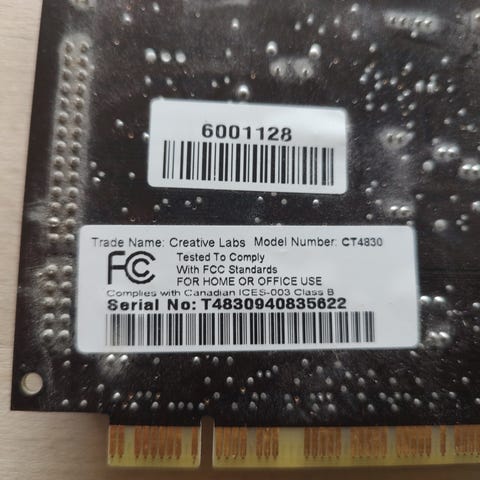 6001128
Trade Name: Creative Labs Model Number: CT4830
FC Tested To Comply
With FCC Standards
FOR HOME OR OFFICE USE
Complies with Canadian ICES-003 Class B
Serial No: T4830940835622